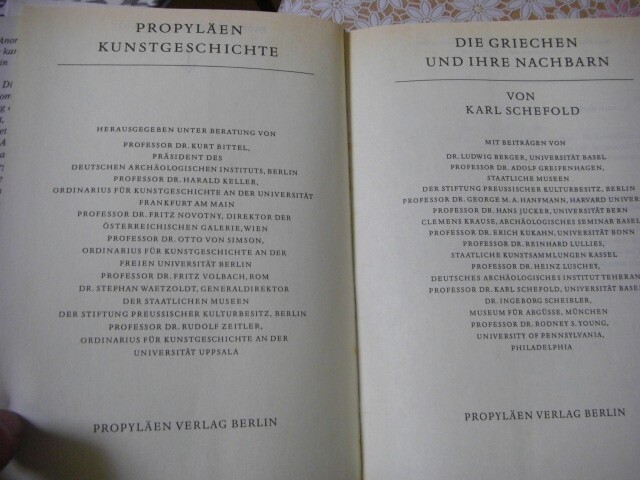 PROPYLÄEN
KUNSTGESCHICHTE
HERAUSGEGEBEN UNTER BERATUNG VON
PROFESSOR DR. KURT BITTEL,
PRÄSIDENT DES
DEUTSCHEN ARCHÄOLOGISCHEN INSTITUTS, BERLIN
PROFESSOR DR. HARALD KELLER,
ORDINARIUS FÜR KUNSTGESCHICHTE AN DER UNIVERSITÄT
FRANKFURT AM MAIN
PROFESSOR DR. FRITZ NOVOTNY, DIREKTOR DER
ÖSTERREICHISCHEN GALERIE, WIEN
PROFESSOR DR. OTTO VON SIMSON,
ORDINARIUS FÜR KUNSTGESCHICHTE AN DER
FREIEN UNIVERSITÄT BERLIN
PROFESSOR DR. FRITZ VOLBACH, ROM
DR. STEPHAN WAETZOLDT, GENERALDIREKTOR
DER STAATLICHEN MUSEEN
DER STIFTUNG PREUSSISCHER KULTURBESITZ, BERLIN
PROFESSOR DR. RUDOLF ZEITLER,
ORDINARIUS FÜR KUNSTGESCHICHTE AN DER
UNIVERSITÄT UPPSALA
PROPYLÄEN VERLAG BERLIN
DIE GRIECHEN
UND IHRE NACHBARN
VON
KARL SCHEFOLD
MIT BEITRÄGEN VON
DR. LUDWIG BERGER, UNIVERSITÄT BASEL
PROFESSOR DR. ADOLF GREIFENHAGEN,
STAATLICHE MUSEEN
DER STIFTUNG PREUSSISCHER KULTURBESITZ, BERLIN
PROFESSOR DR. GEORGE M. A. HANFMANN, HARVARD UNIVER
PROFESSOR DR. HANS JUCKER, UNIVERSITÄT BERN
CLEMENS KRAUSE, ARCHÄOLOGISCHES SEMINAR BASE
PROFESSOR DR. ERICH KUKAHN, UNIVERSITÄT BONN
PROFESSOR DR. REINHARD LULLIES,
STAATLICHE KUNSTSAMMLUNGEN KASSEL
PROFESSOR DR. HEINZ LUSCHEY,
DEUTSCHES ARCHÄOLOGISCHES INSTITUT TEHERAN
PROFESSOR DR. KARL SCHEFOLD, UNIVERSITÄT BASE
DR. INGEBORG SCHEIBLER,
MUSEUM FÜR ABGÜSSE, MÜNCHEN
PROFESSOR DR. RODNEY S. YOUNG,
UNIVERSITY OF PENNSYLVANIA,
PHILADELPHIA
PROPYLÄEN VERLAG BERLIN